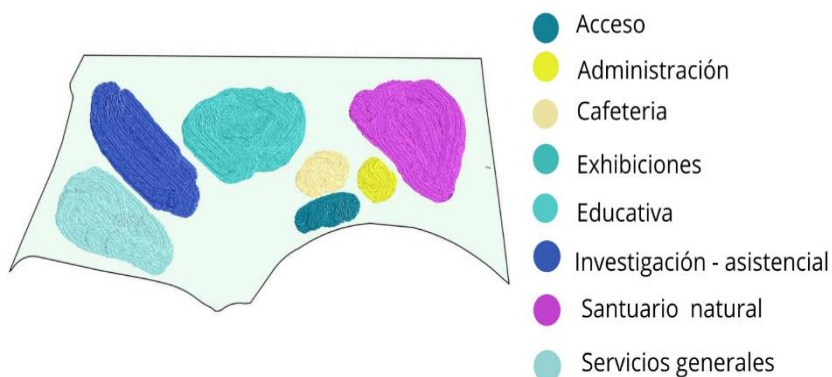 Acceso
Administración
Cafeteria
Exhibiciones
Educativa
Investigación - asistencial
Santuario natural
Servicios generales